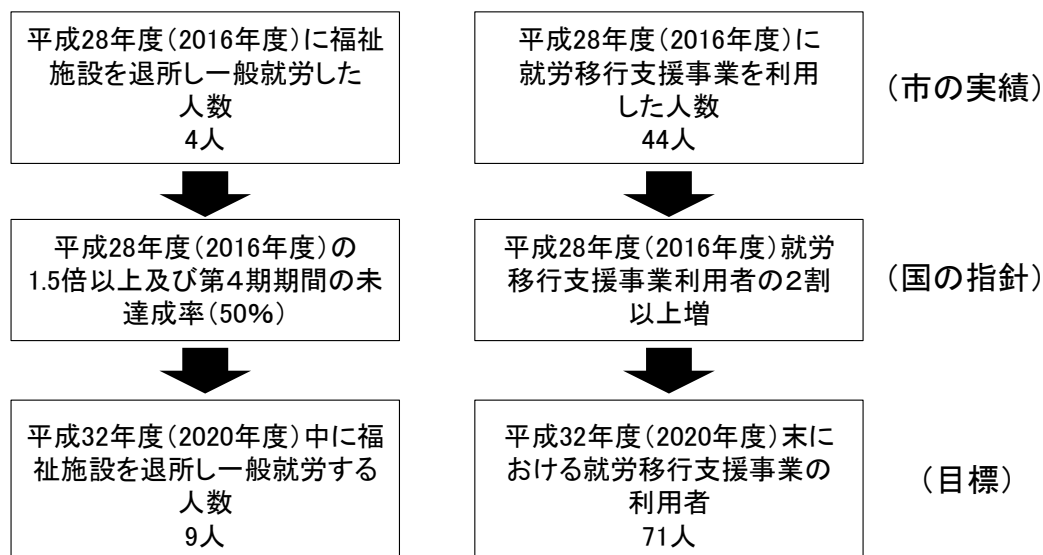 平成28年度（2016年度）に福祉
施設を退所し一般就労した
人数
4人
平成28年度（2016年度）に
就労移行支援事業を利用
した人数
44人
（市の実績）
平成28年度（2016年度）の
1.5倍以上及び第４期期間の未
達成率（50%）
平成28年度（2016年度）就労
移行支援事業利用者の２割
以上増
（国の指針）
平成32年度（2020年度）中に福
祉施設を退所し一般就労する
人数
9人
平成32年度（2020年度）末に
おける就労移行支援事業の
利用者
71人
（目標）